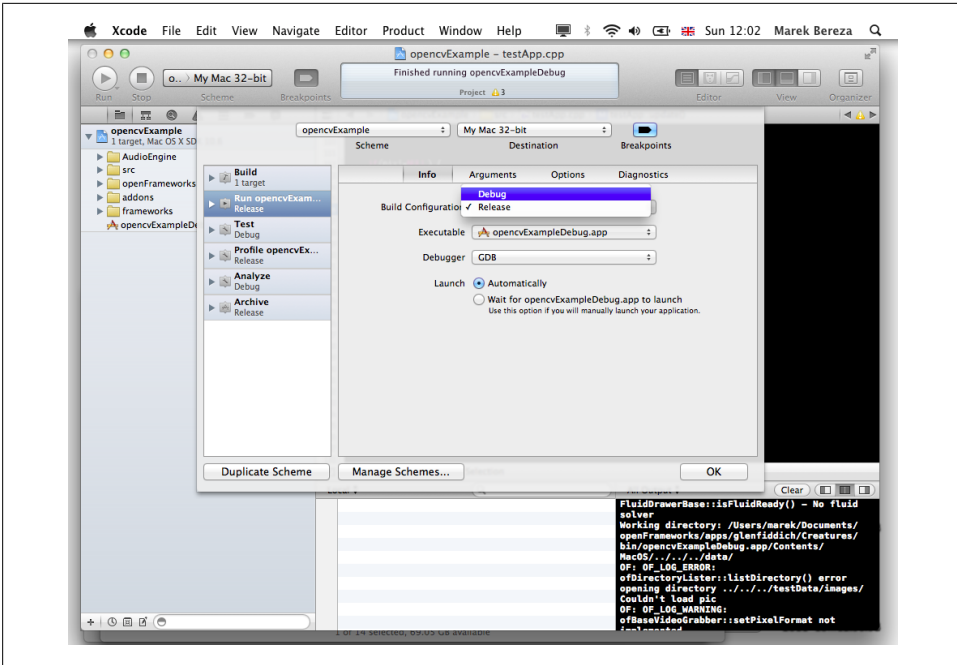 Xcode File Edit View Navigate Editor Product Window Help Sun 12:02 Marek Bereza
opencvExample – testApp.cpp
o.. My Mac 32-bit
Finished running opencvExampleDebug
Project 3
Run Stop Scheme Breakpoints Editor View Organizer
opencvExample
1 target, Mac OS X SD
AudioEngine
src
openFrameworks
addons
frameworks
opencvExampleDe
opencvExample My Mac 32-bit
Scheme Destination Breakpoints
Build
1 target
Run opencvExam...
Release
Test
Debug
Profile opencvEx...
Release
Analyze
Debug
Archive
Release
Info Arguments Options Diagnostics
Debug
Build Configuration Release
Executable opencvExampleDebug.app
Debugger GDB
Launch Automatically
Wait for opencvExampleDebug.app to launch
Use this option if you will manually launch your application.
Duplicate Scheme Manage Schemes... OK
Clear
FluidDrawerBase::isFluidReady() – No fluid
solver
Working directory: /Users/marek/Documents/
openFrameworks/apps/glenfiddich/Creatures/
bin/opencvExampleDebug.app/Contents/
MacOS/../../../data/
OF: OF_LOG_ERROR:
ofDirectoryLister::listDirectory() error
opening directory ../../../testData/images/
Couldn't load pic
OF: OF_LOG_WARNING:
ofBaseVideoGrabber::setPixelFormat not
1 of 14 selected, 69.05 GB available